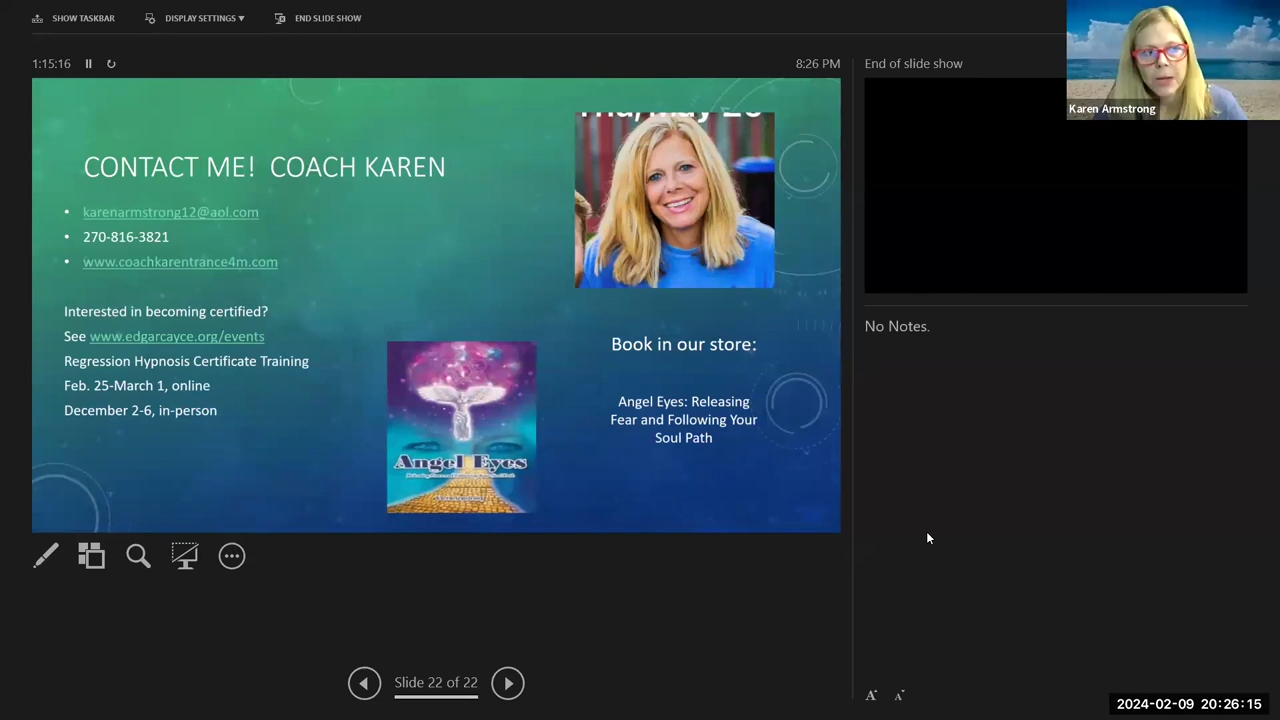 SHOW TASKBAR
DISPLAY SETTINGS ▼
END SLIDE SHOW
1:15:16
8:26 PM
End of slide show
Karen Armstrong
CONTACT ME!  COACH KAREN
• karenarmstrong12@aol.com
• 270-816-3821
• www.coachkarentrance4m.com
Interested in becoming certified?
See www.edgarcayce.org/events
Regression Hypnosis Certificate Training
Feb. 25-March 1, online
December 2-6, in-person
Angel Eyes
Book in our store:
Angel Eyes: Releasing
Fear and Following Your
Soul Path
No Notes.
Slide 22 of 22
A A
2024-02-09 20:26:15